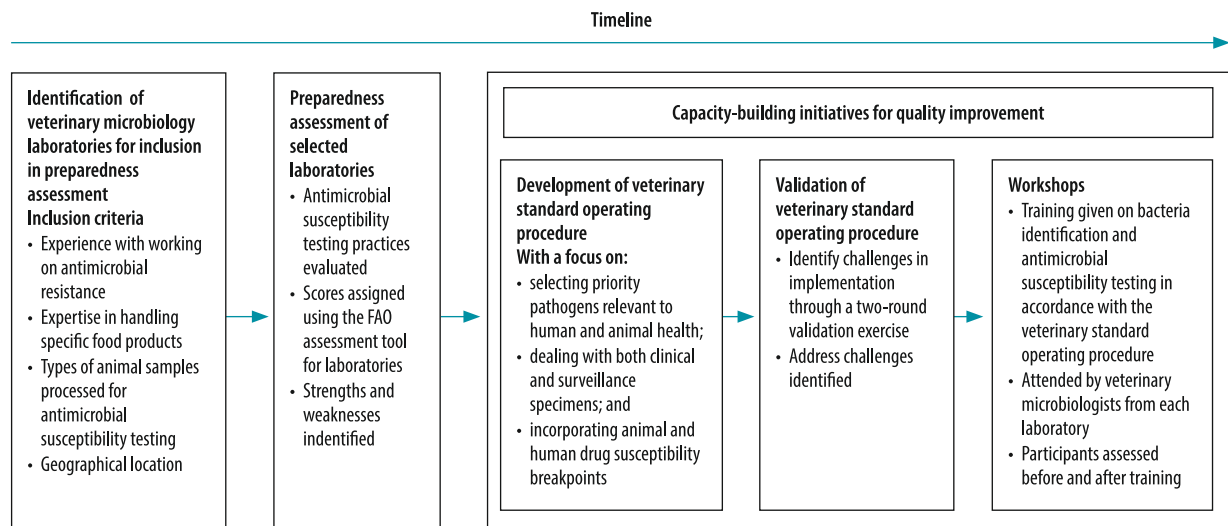 Timeline
Identification of
veterinary microbiology
laboratories for inclusion
in preparedness
assessment
Inclusion criteria
• Experience with working
on antimicrobial
resistance
• Expertise in handling
specific food products
• Types of animal samples
processed for
antimicrobial
susceptibility testing
• Geographical location
Preparedness
assessment of
selected
laboratories
• Antimicrobial
susceptibility
testing practices
evaluated
• Scores assigned
using the FAO
assessment tool
for laboratories
• Strengths and
weaknesses
indentified
Capacity-building initiatives for quality improvement
Development of veterinary
standard operating
procedure
With a focus on:
• selecting priority
pathogens relevant to
human and animal health;
• dealing with both clinical
and surveillance
specimens; and
• incorporating animal and
human drug susceptibility
breakpoints
Validation of
veterinary standard
operating procedure
• Identify challenges in
implementation
through a two-round
validation exercise
• Address challenges
identified
Workshops
• Training given on bacteria
identification and
antimicrobial
susceptibility testing in
accordance with the
veterinary standard
operating procedure
• Attended by veterinary
microbiologists from each
laboratory
• Participants assessed
before and after training